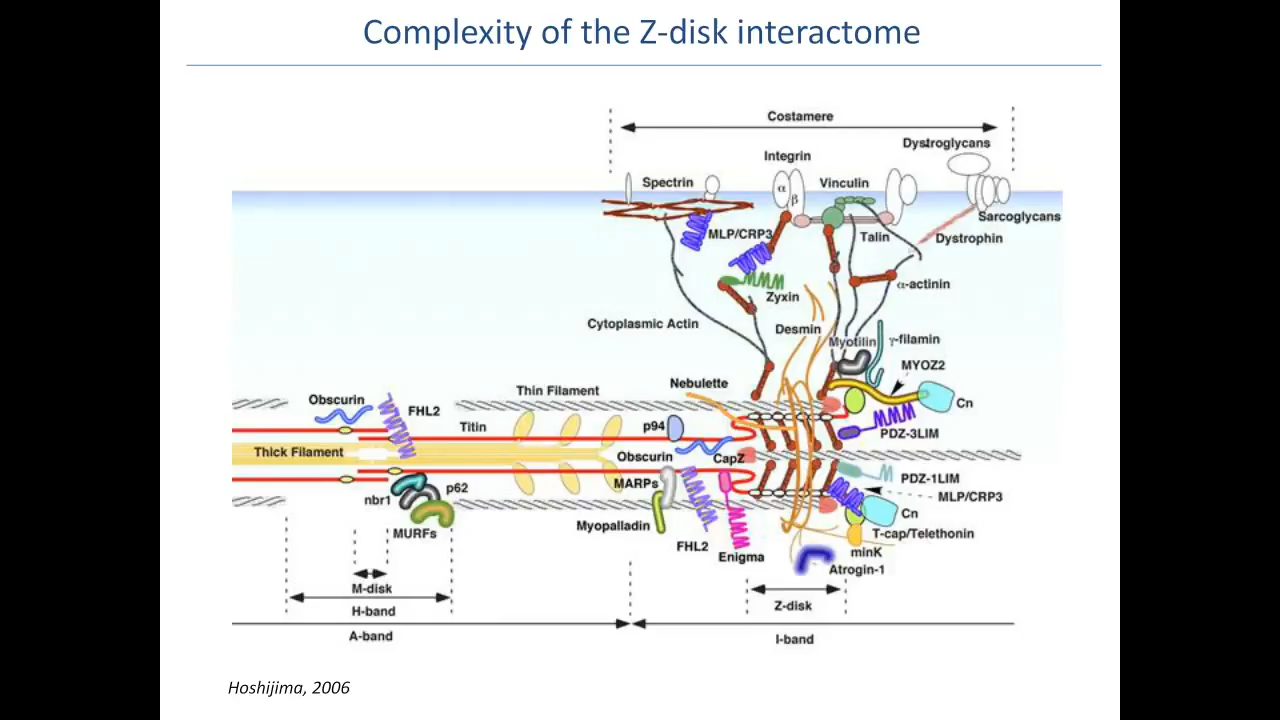 Complexity of the Z-disk interactome
Costamere
Dystroglycans
Integrin
Spectrin
α
β
Vinculin
Sarcoglycans
MLP/CRP3
Talin
Dystrophin
α-actinin
Zyxin
Cytoplasmic Actin
Desmin
Myotilin
γ-filamin
MYOZ2
Nebulette
Thin Filament
Obscurin
FHL2
Cn
Titin
p94
PDZ-3LIM
Thick Filament
Obscurin
CapZ
MARPs
PDZ-1LIM
nbr1
p62
MLP/CRP3
Cn
Myopalladin
MURFs
T-cap/Telethonin
FHL2
Enigma
minK
Atrogin-1
M-disk
H-band
Z-disk
A-band
I-band
Hoshijima, 2006